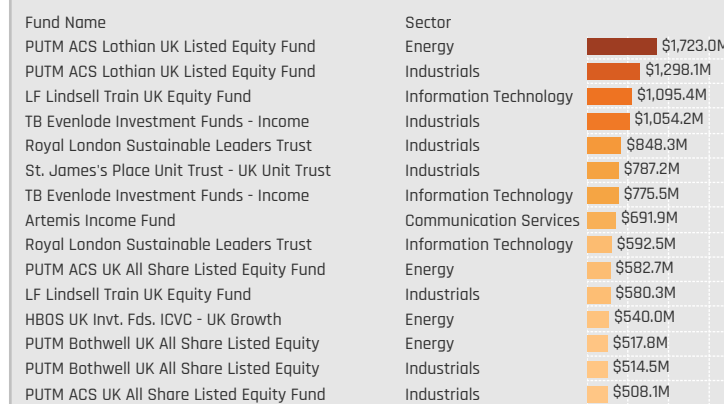 Fund Name Sector
PUTM ACS Lothian UK Listed Equity Fund Energy $1,723.0M
PUTM ACS Lothian UK Listed Equity Fund Industrials $1,298.1M
LF Lindsell Train UK Equity Fund Information Technology $1,095.4M
TB Evenlode Investment Funds - Income Industrials $1,054.2M
Royal London Sustainable Leaders Trust Industrials $848.3M
St. James's Place Unit Trust - UK Unit Trust Industrials $787.2M
TB Evenlode Investment Funds - Income Information Technology $775.5M
Artemis Income Fund Communication Services $691.9M
Royal London Sustainable Leaders Trust Information Technology $592.5M
PUTM ACS UK All Share Listed Equity Fund Energy $582.7M
LF Lindsell Train UK Equity Fund Industrials $580.3M
HBOS UK Invt. Fds. ICVC - UK Growth Energy $540.0M
PUTM Bothwell UK All Share Listed Equity Energy $517.8M
PUTM Bothwell UK All Share Listed Equity Industrials $514.5M
PUTM ACS UK All Share Listed Equity Fund Industrials $508.1M